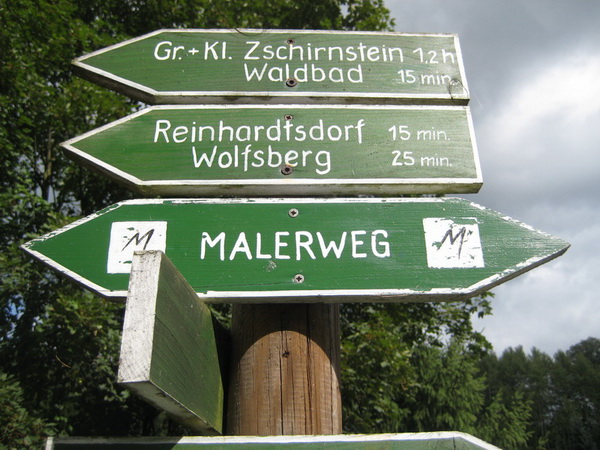 Gr.+Kl. Zschirnstein 1,2 h
Waldbad 15 min.
Reinhardtsdorf 15 min.
Wolfsberg 25 min.
M MALERWEG M